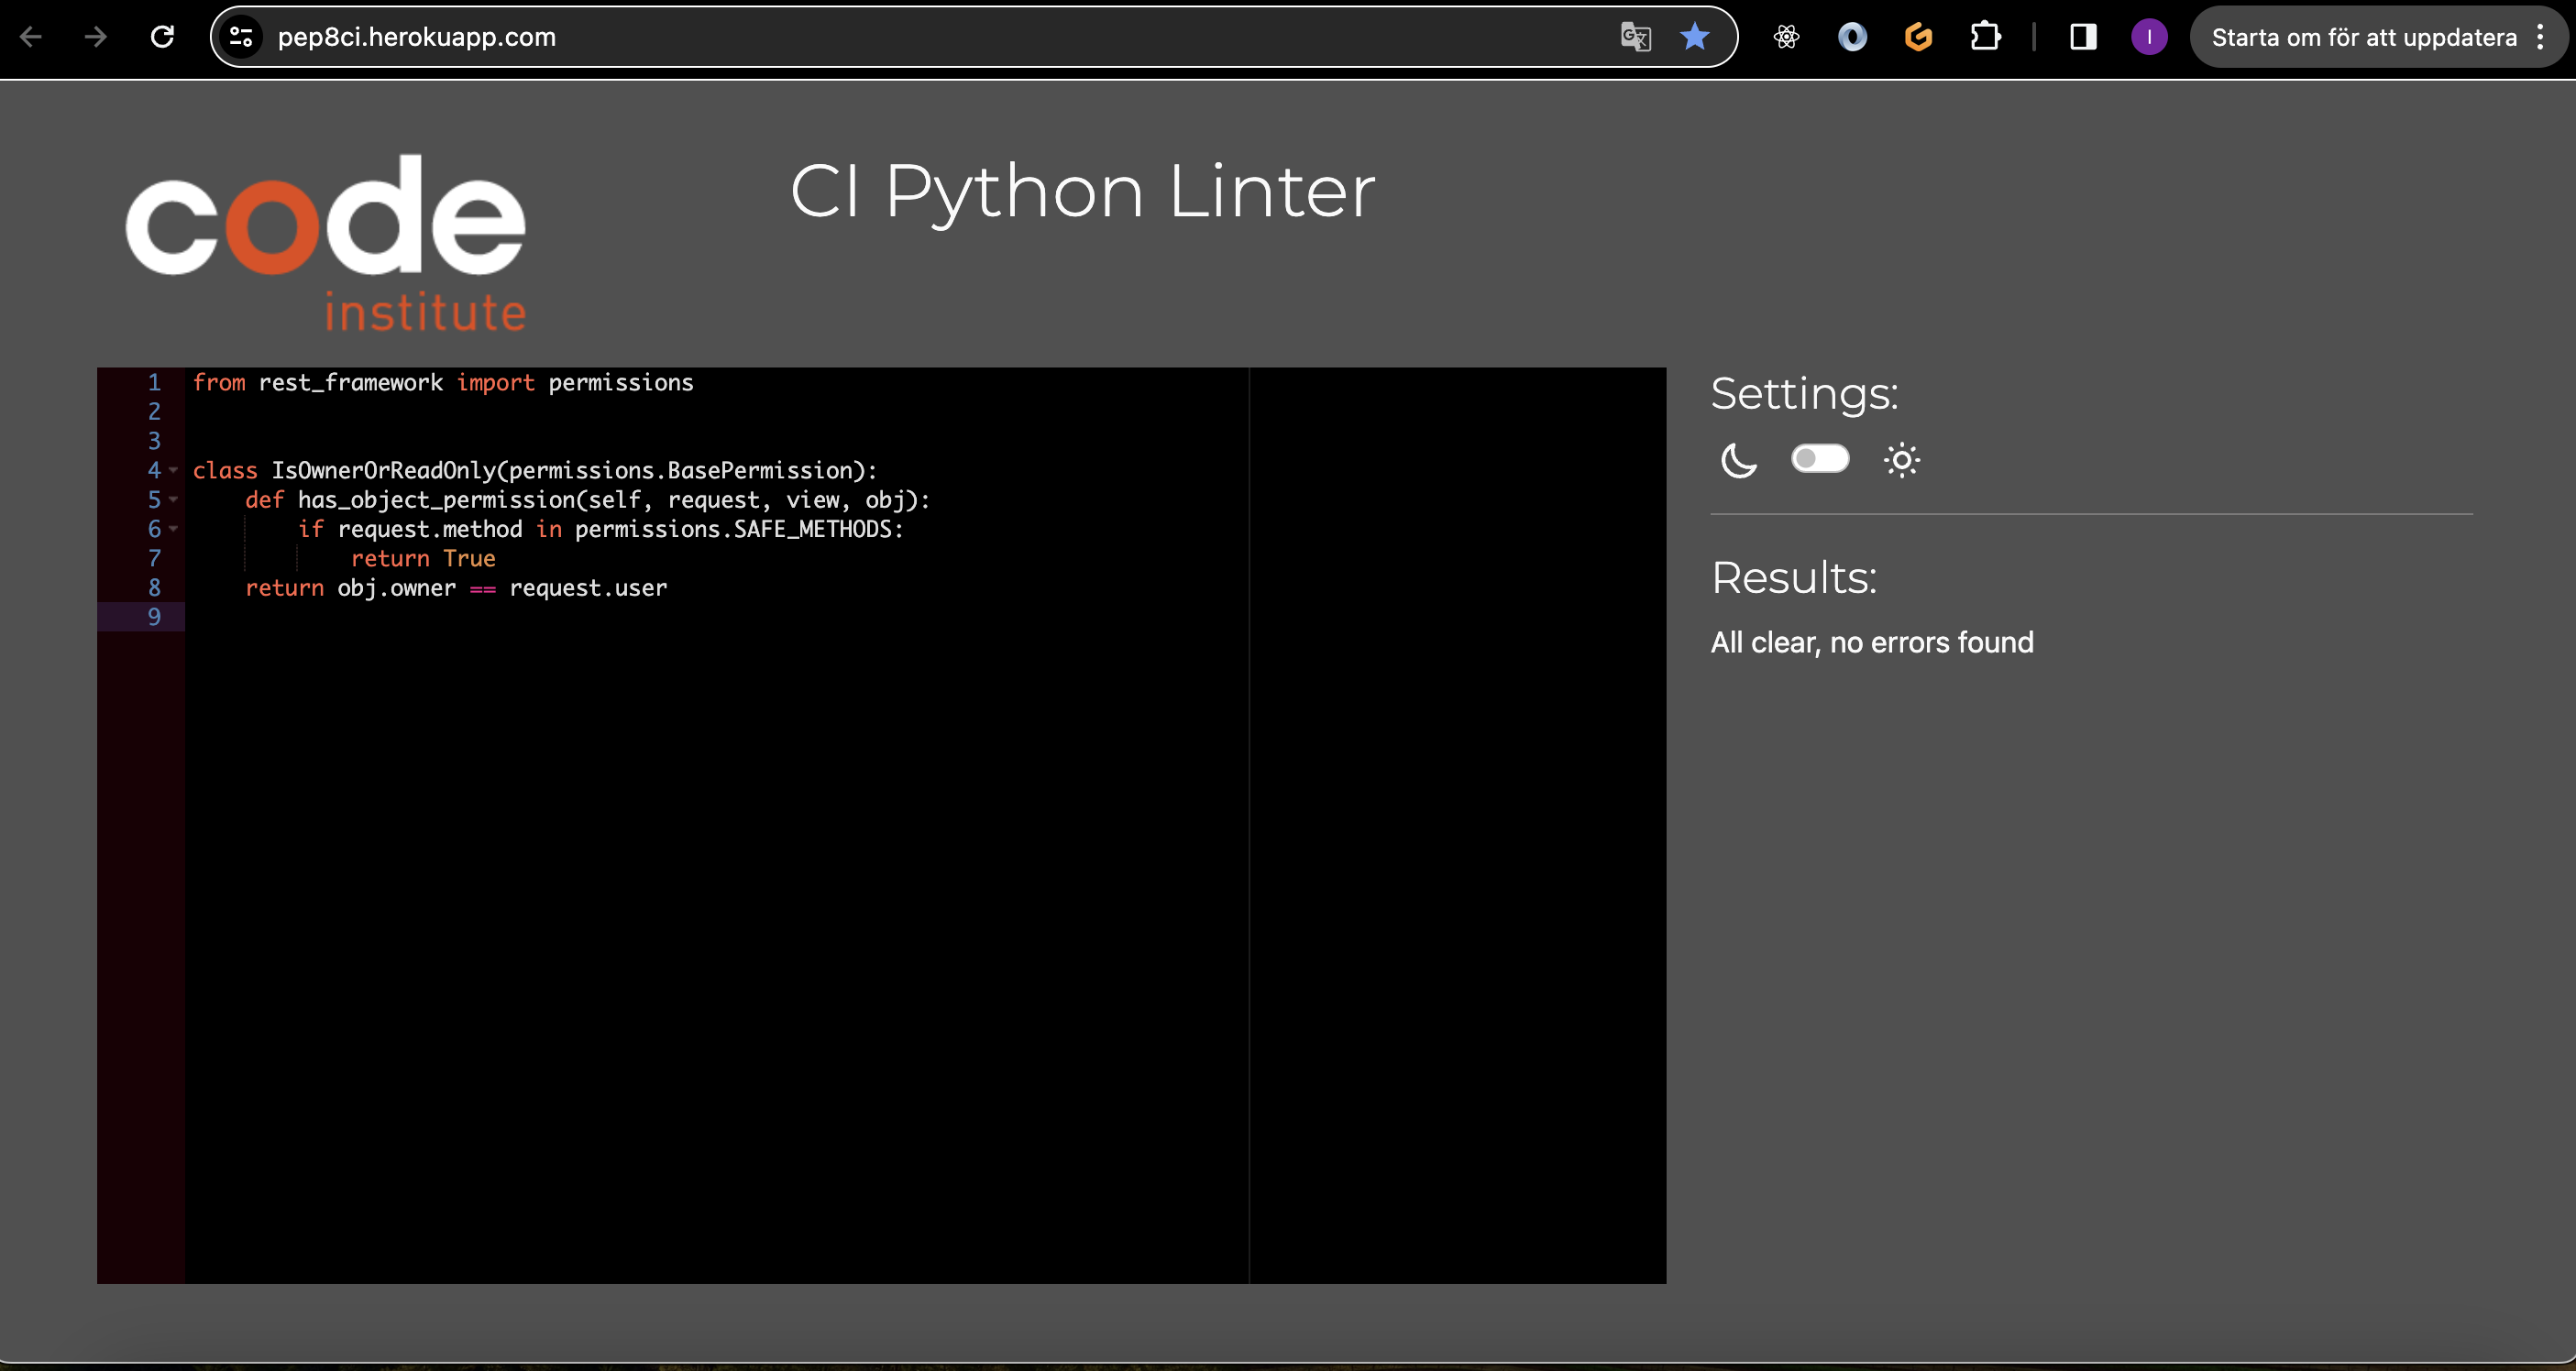 pep8ci.herokuapp.com
I
Starta om för att uppdatera
code
institute
CI Python Linter
1 from rest_framework import permissions
2
3
4 class IsOwnerOrReadOnly(permissions.BasePermission):
5     def has_object_permission(self, request, view, obj):
6         if request.method in permissions.SAFE_METHODS:
7             return True
8     return obj.owner == request.user
9
Settings:
Results:
All clear, no errors found